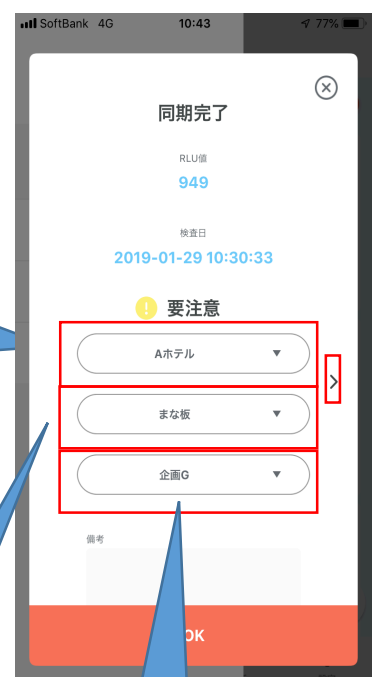 SoftBank 4G 10:43 77%
同期完了
RLU値
949
検査日
2019-01-29 10:30:33
! 要注意
Aホテル ▼
まな板 ▼
企画G ▼
備考
OK